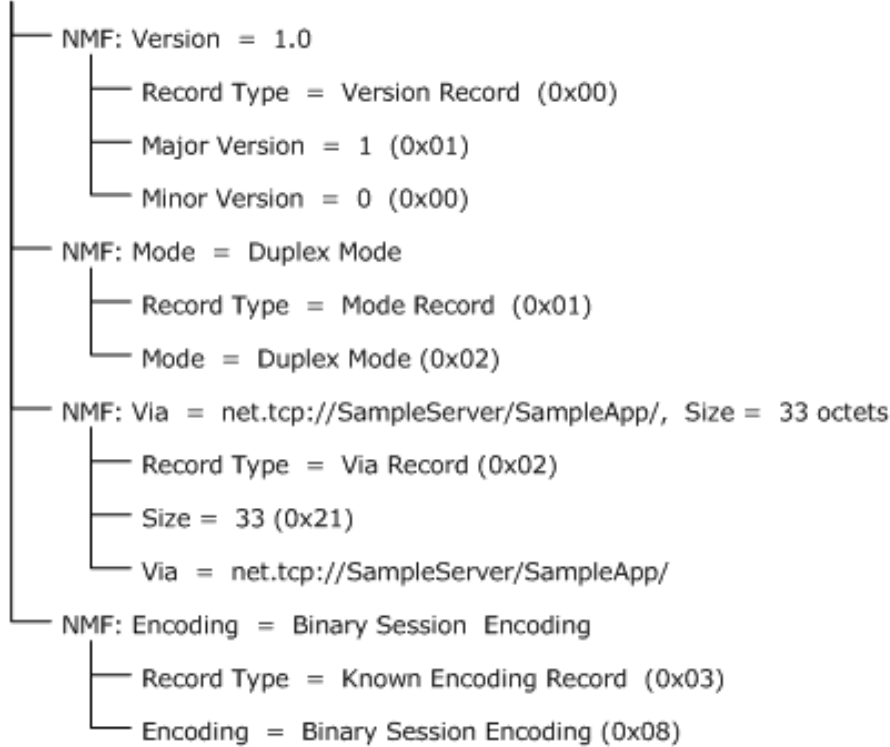 NMF: Version = 1.0
Record Type = Version Record (0x00)
Major Version = 1 (0x01)
Minor Version = 0 (0x00)
NMF: Mode = Duplex Mode
Record Type = Mode Record (0x01)
Mode = Duplex Mode (0x02)
NMF: Via = net.tcp://SampleServer/SampleApp/, Size = 33 octets
Record Type = Via Record (0x02)
Size = 33 (0x21)
Via = net.tcp://SampleServer/SampleApp/
NMF: Encoding = Binary Session Encoding
Record Type = Known Encoding Record (0x03)
Encoding = Binary Session Encoding (0x08)